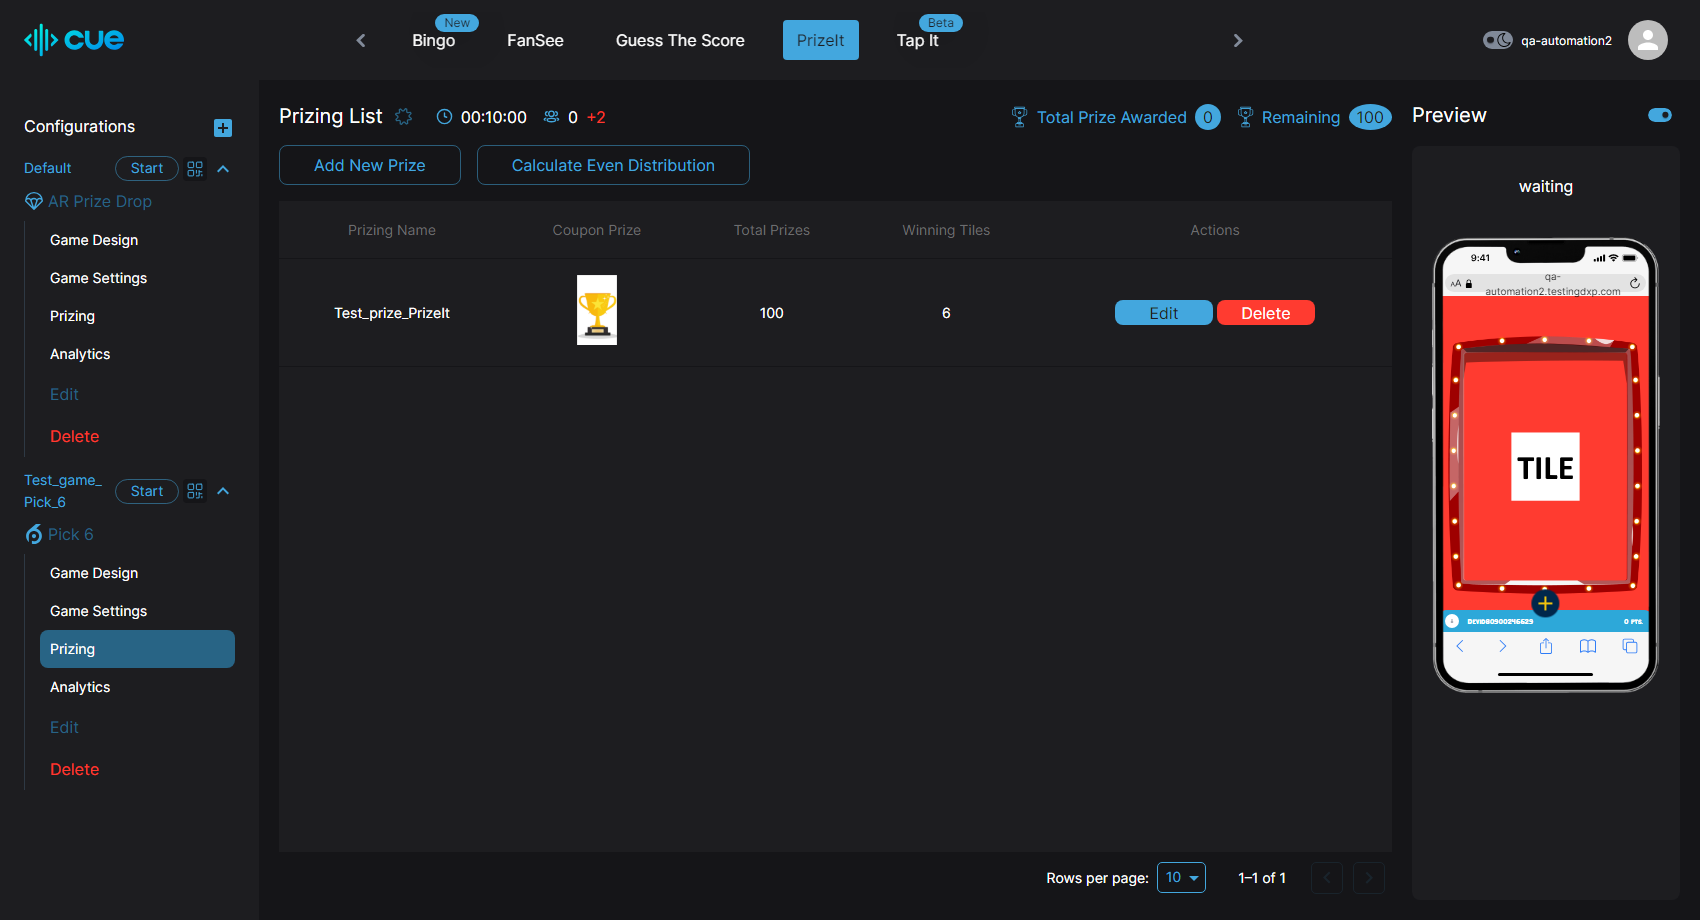 cue
New
Bingo
FanSee
Guess The Score
PrizeIt
Beta
Tap It
qa-automation2
Configurations
Default
Start
AR Prize Drop
Game Design
Game Settings
Prizing
Analytics
Edit
Delete
Test_game_
Pick_6
Start
Pick 6
Game Design
Game Settings
Prizing
Analytics
Edit
Delete
Prizing List
00:10:00
0 +2
Total Prize Awarded 0
Remaining 100
Add New Prize
Calculate Even Distribution
Prizing Name Coupon Prize Total Prizes Winning Tiles Actions
Test_prize_PrizeIt 100 6 Edit Delete
Rows per page: 10 1–1 of 1
Preview
waiting
9:41
AA
qa-
automation2.testingdxp.com
TILE
0 PTS.